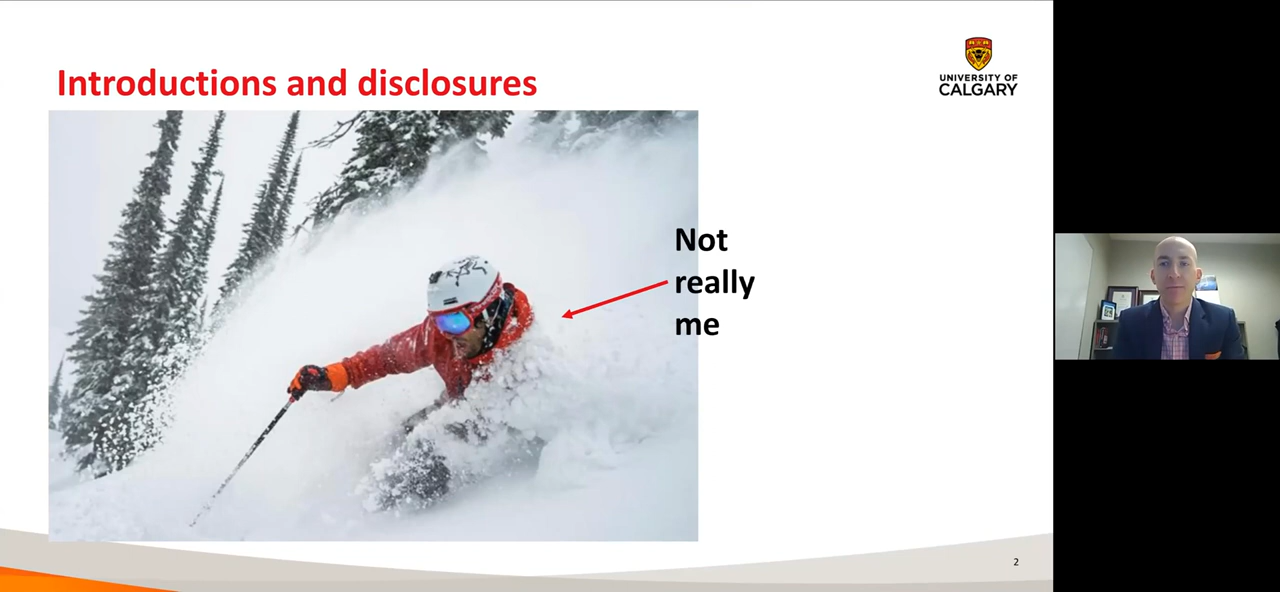 Introductions and disclosures
UNIVERSITY OF
CALGARY
Not
really
me
2